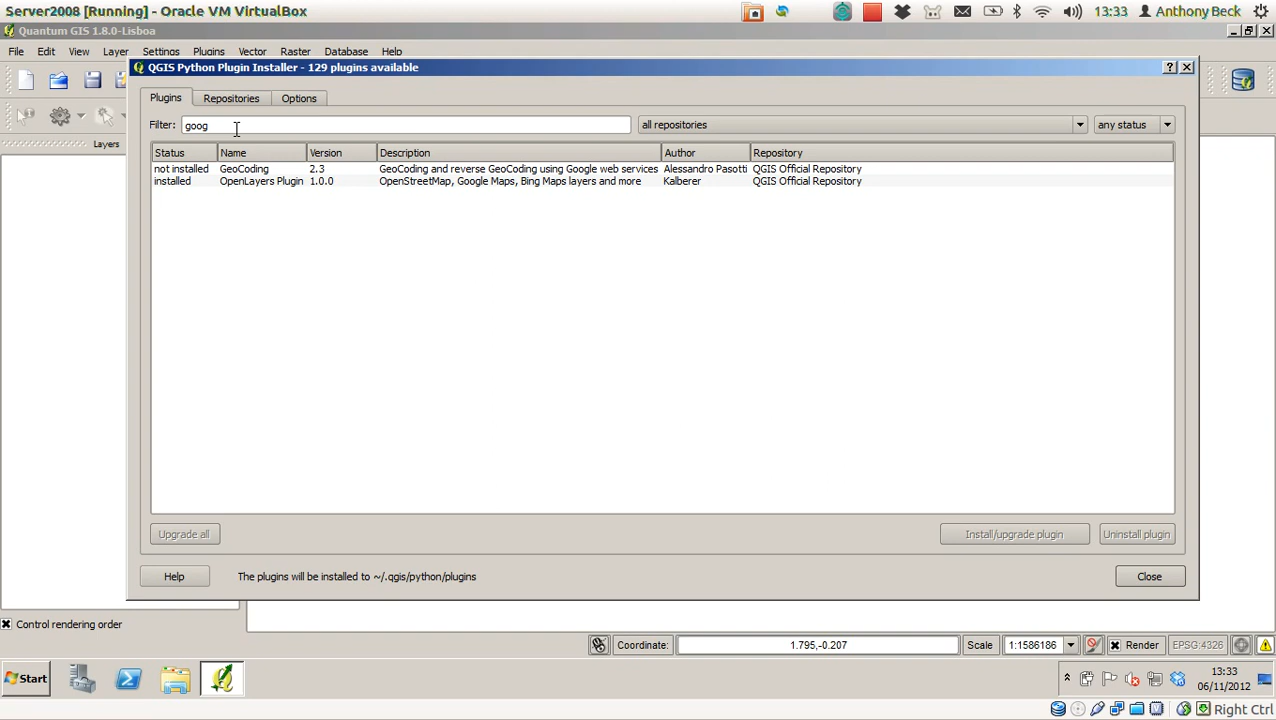 Server2008 [Running] - Oracle VM VirtualBox 13:33 Anthony Beck
Quantum GIS 1.8.0-Lisboa
File Edit View Layer Settings Plugins Vector Raster Database Help
QGIS Python Plugin Installer - 129 plugins available
Plugins Repositories Options
Filter: goog all repositories any status
Layers
Status Name Version Description Author Repository
not installed GeoCoding 2.3 GeoCoding and reverse GeoCoding using Google web services Alessandro Pasotti QGIS Official Repository
installed OpenLayers Plugin 1.0.0 OpenStreetMap, Google Maps, Bing Maps layers and more Kalberer QGIS Official Repository
Upgrade all Install/upgrade plugin Uninstall plugin
Help The plugins will be installed to ~/.qgis/python/plugins Close
Control rendering order
Coordinate: 1.795,-0.207 Scale 1:1586186 Render EPSG:4326
Start 13:33
06/11/2012
Right Ctrl